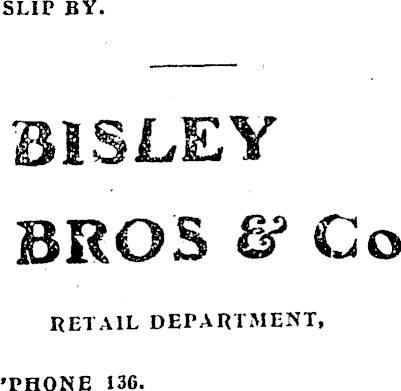 SLIP BY.
BISLEY
BROS & Co
RETAIL DEPARTMENT,
'PHONE 136.